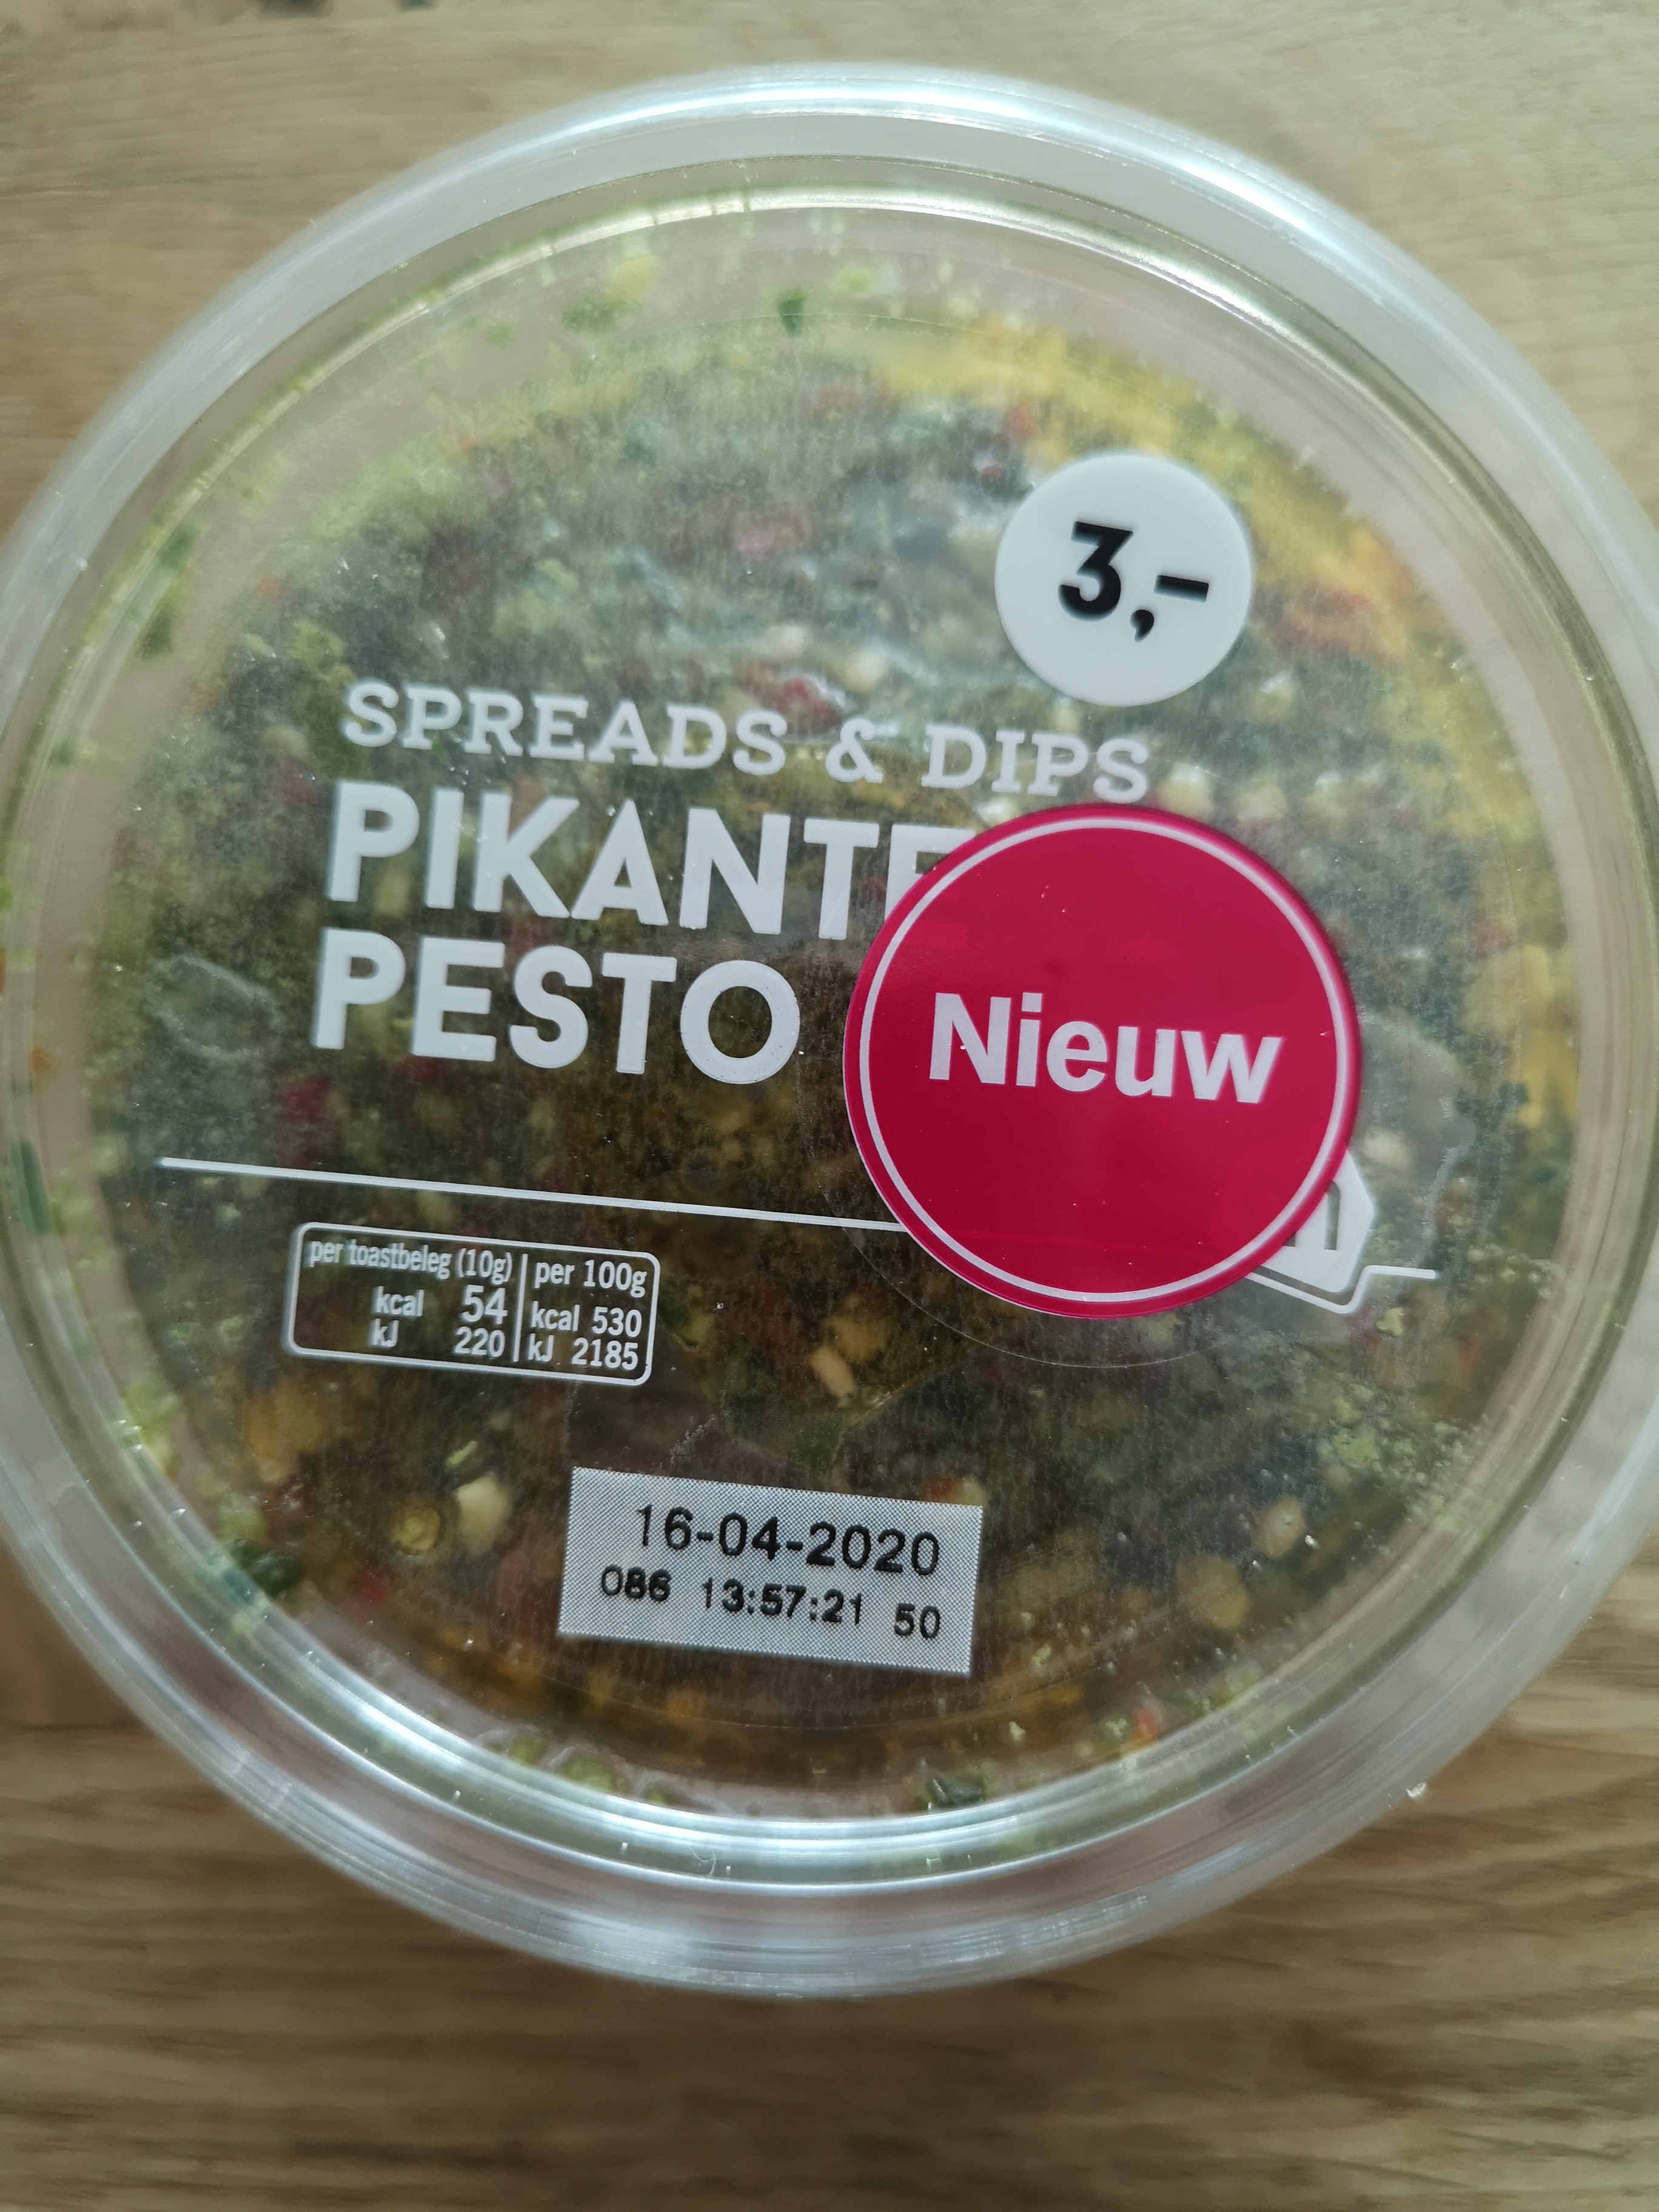 3,-
SPREADS & DIPS
PIKANTE
PESTO
Nieuw
per toastbeleg (10g) | per 100g
kcal 54 | kcal 530
kJ 220 | kJ 2185
16-04-2020
086 13:57:21 50